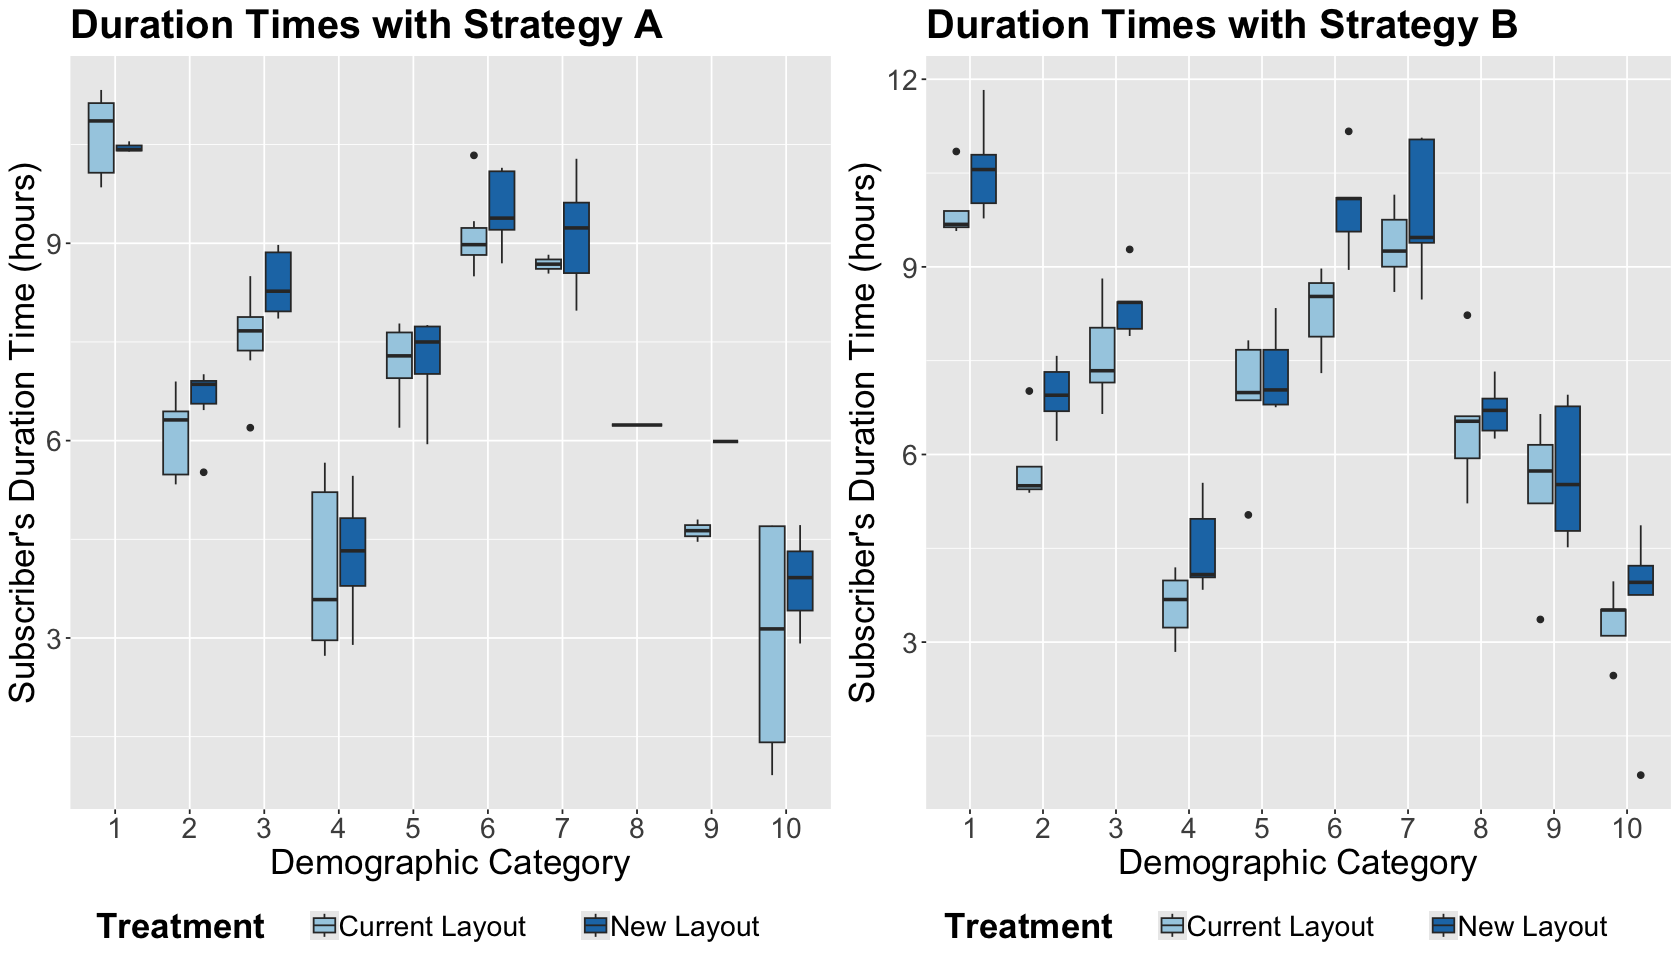 Duration Times with Strategy A
Subscriber's Duration Time (hours)
9
6
3
1 2 3 4 5 6 7 8 9 10
Demographic Category
Treatment Current Layout New Layout
Duration Times with Strategy B
Subscriber's Duration Time (hours)
12
9
6
3
1 2 3 4 5 6 7 8 9 10
Demographic Category
Treatment Current Layout New Layout